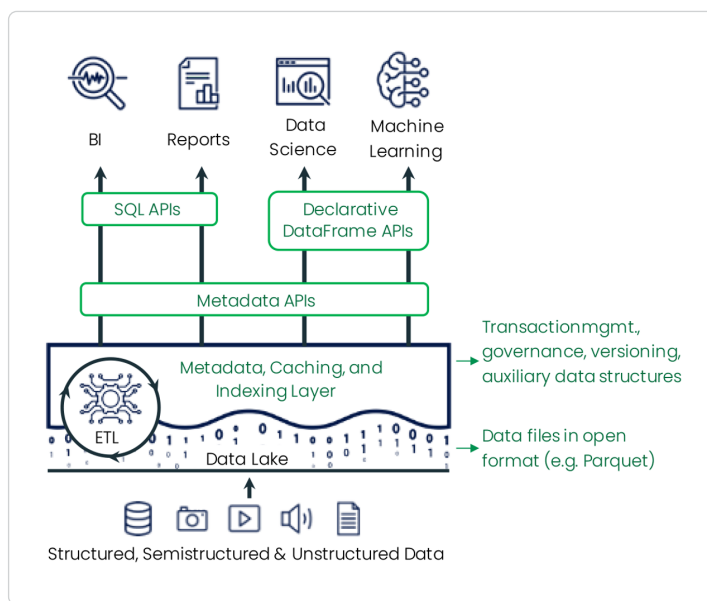 BI
Reports
Data
Science
Machine
Learning
SQL APIs
Declarative
DataFrame APIs
Metadata APIs
Metadata, Caching, and
Indexing Layer
Transactionmgmt.,
governance, versioning,
auxiliary data structures
ETL
Data Lake
Data files in open
format (e.g. Parquet)
Structured, Semistructured & Unstructured Data